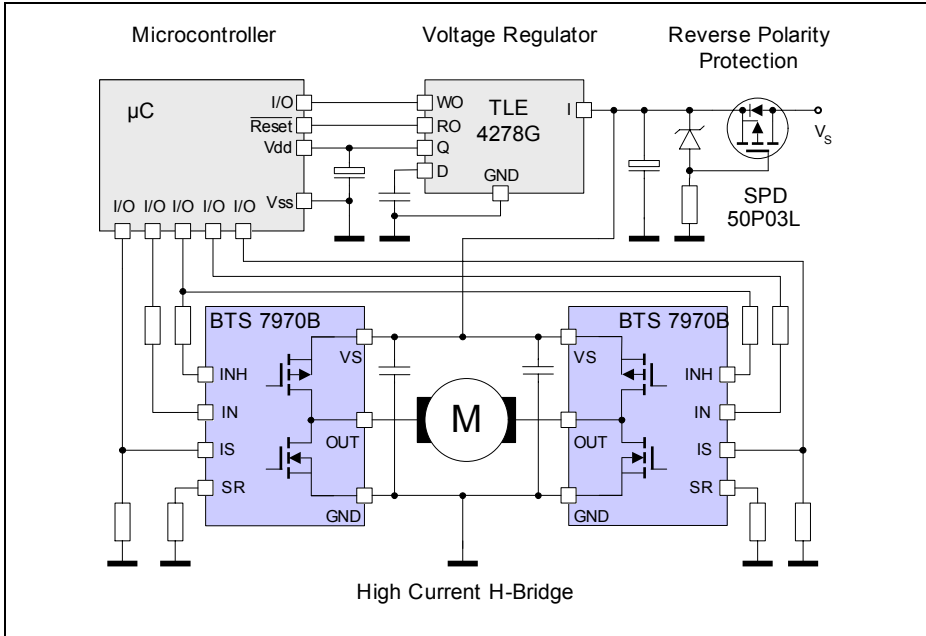 Microcontroller
Voltage Regulator
Reverse Polarity
Protection
µC
I/O
Reset
Vdd
Vss
I/O I/O I/O I/O I/O
WO
RO
Q
D
TLE
4278G
I
GND
V_S
SPD
50P03L
BTS 7970B
VS
INH
IN
IS
SR
OUT
GND
M
BTS 7970B
VS
INH
IN
OUT
IS
SR
GND
High Current H-Bridge